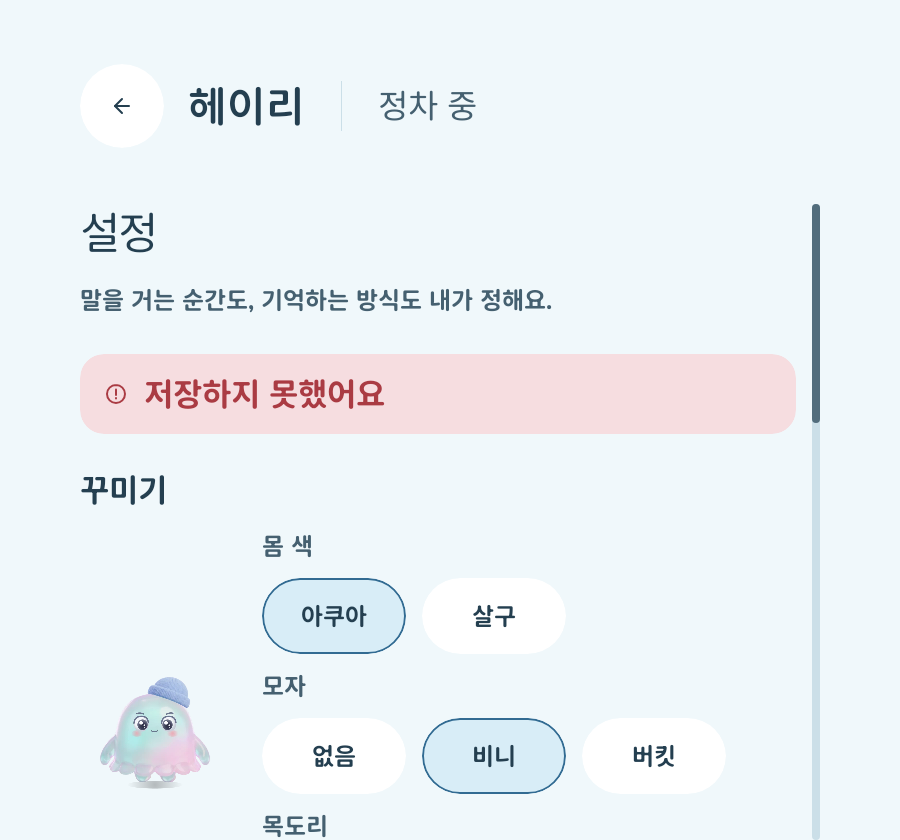 헤이리
정차 중
설정
말을 거는 순간도, 기억하는 방식도 내가 정해요.
저장하지 못했어요
꾸미기
몸 색
아쿠아 살구
모자
없음 비니 버킷
목도리